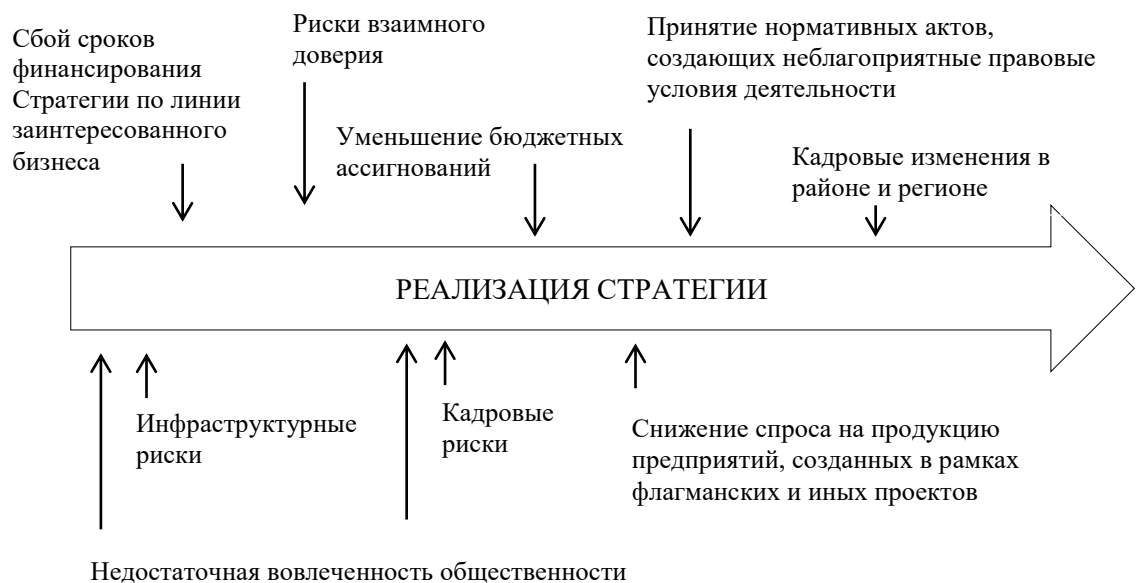 Сбой сроков
финансирования
Стратегии по линии
заинтересованного
бизнеса
Риски взаимного
доверия
Уменьшение бюджетных
ассигнований
Принятие нормативных актов,
создающих неблагоприятные правовые
условия деятельности
Кадровые изменения в
районе и регионе
РЕАЛИЗАЦИЯ СТРАТЕГИИ
Инфраструктурные
риски
Кадровые
риски
Снижение спроса на продукцию
предприятий, созданных в рамках
флагманских и иных проектов
Недостаточная вовлеченность общественности